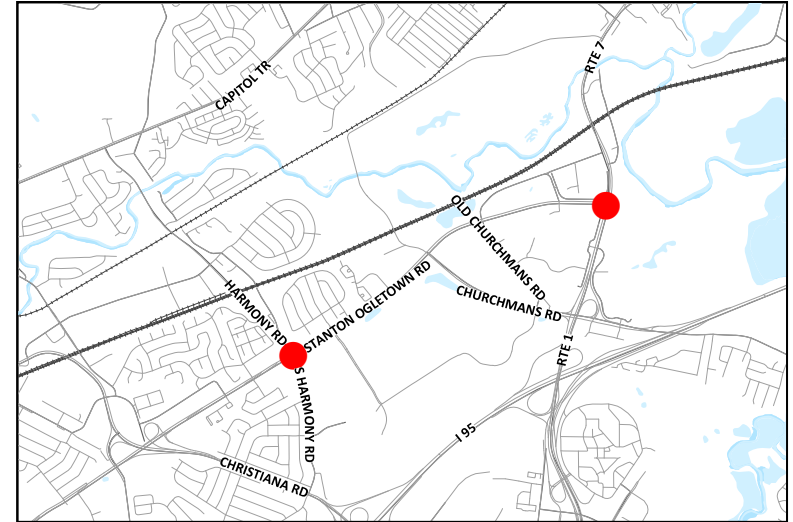 RTE 7
CAPITOL TR
OLD CHURCHMANS RD
STANTON OGLETOWN RD
HARMONY RD
CHURCHMANS RD
RTE 1
S HARMONY RD
I 95
CHRISTIANA RD